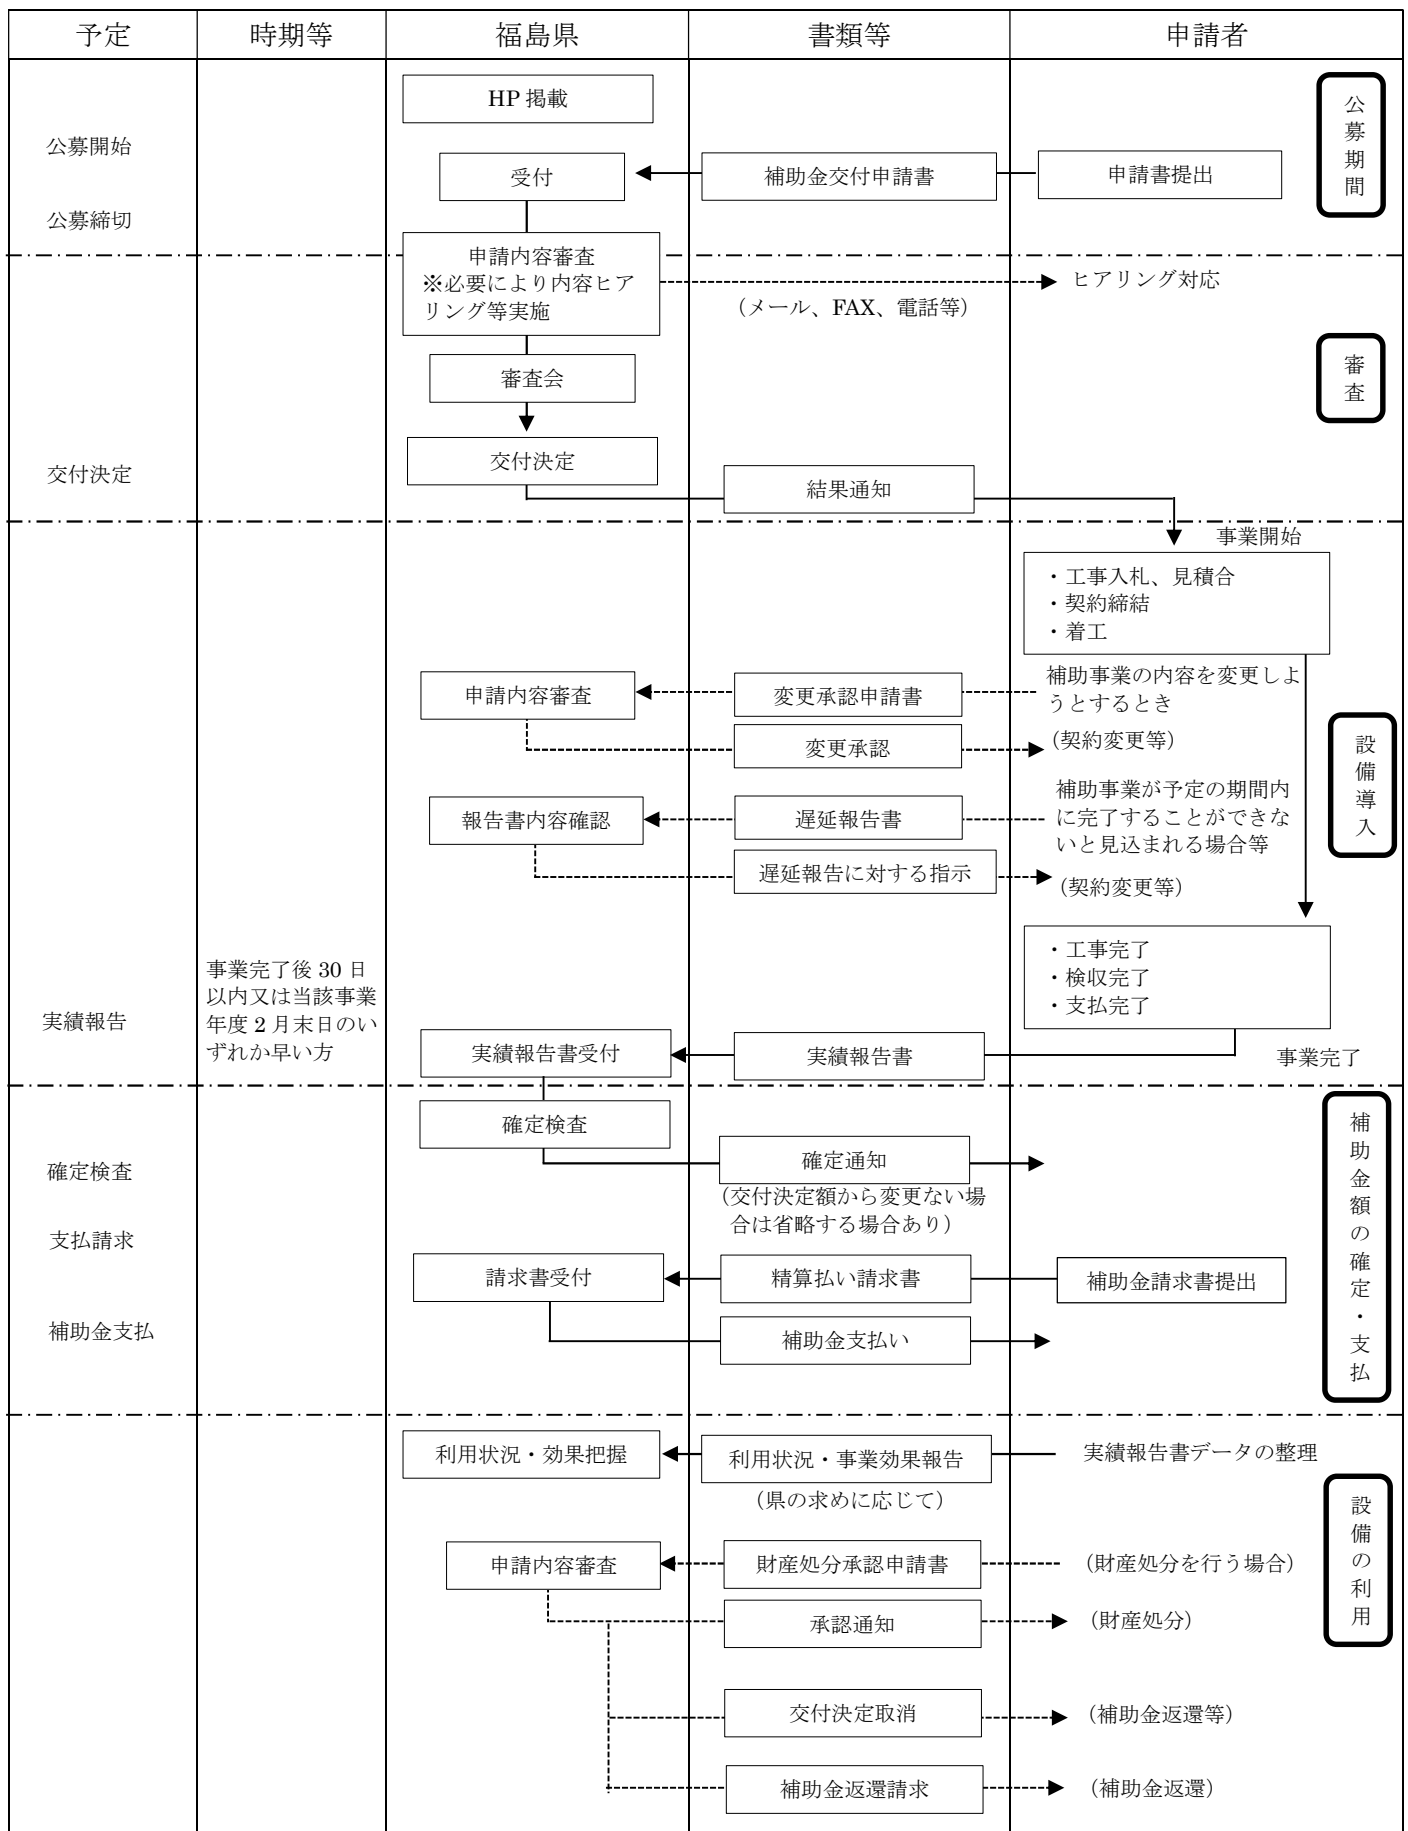 予定
時期等
福島県
書類等
申請者
HP 掲載
公募期間
公募開始
受付
補助金交付申請書
申請書提出
公募締切
申請内容審査
※必要により内容ヒア
リング等実施
ヒアリング対応
（メール、FAX、電話等）
審査
審査会
交付決定
交付決定
結果通知
事業開始
・工事入札、見積合
・契約締結
・着工
申請内容審査
変更承認申請書
補助事業の内容を変更しよ
うとするとき
変更承認
（契約変更等）
設備導入
報告書内容確認
遅延報告書
補助事業が予定の期間内
に完了することができな
いと見込まれる場合等
遅延報告に対する指示
（契約変更等）
・工事完了
・検収完了
・支払完了
実績報告
事業完了後 30 日
以内又は当該事業
年度 2 月末日のい
ずれか早い方
実績報告書受付
実績報告書
事業完了
確定検査
補助金額の確定・支払
確定検査
確定通知
（交付決定額から変更ない場
合は省略する場合あり）
支払請求
請求書受付
精算払い請求書
補助金請求書提出
補助金支払
補助金支払い
利用状況・効果把握
利用状況・事業効果報告
実績報告書データの整理
（県の求めに応じて）
設備の利用
申請内容審査
財産処分承認申請書
（財産処分を行う場合）
承認通知
（財産処分）
交付決定取消
（補助金返還等）
補助金返還請求
（補助金返還）